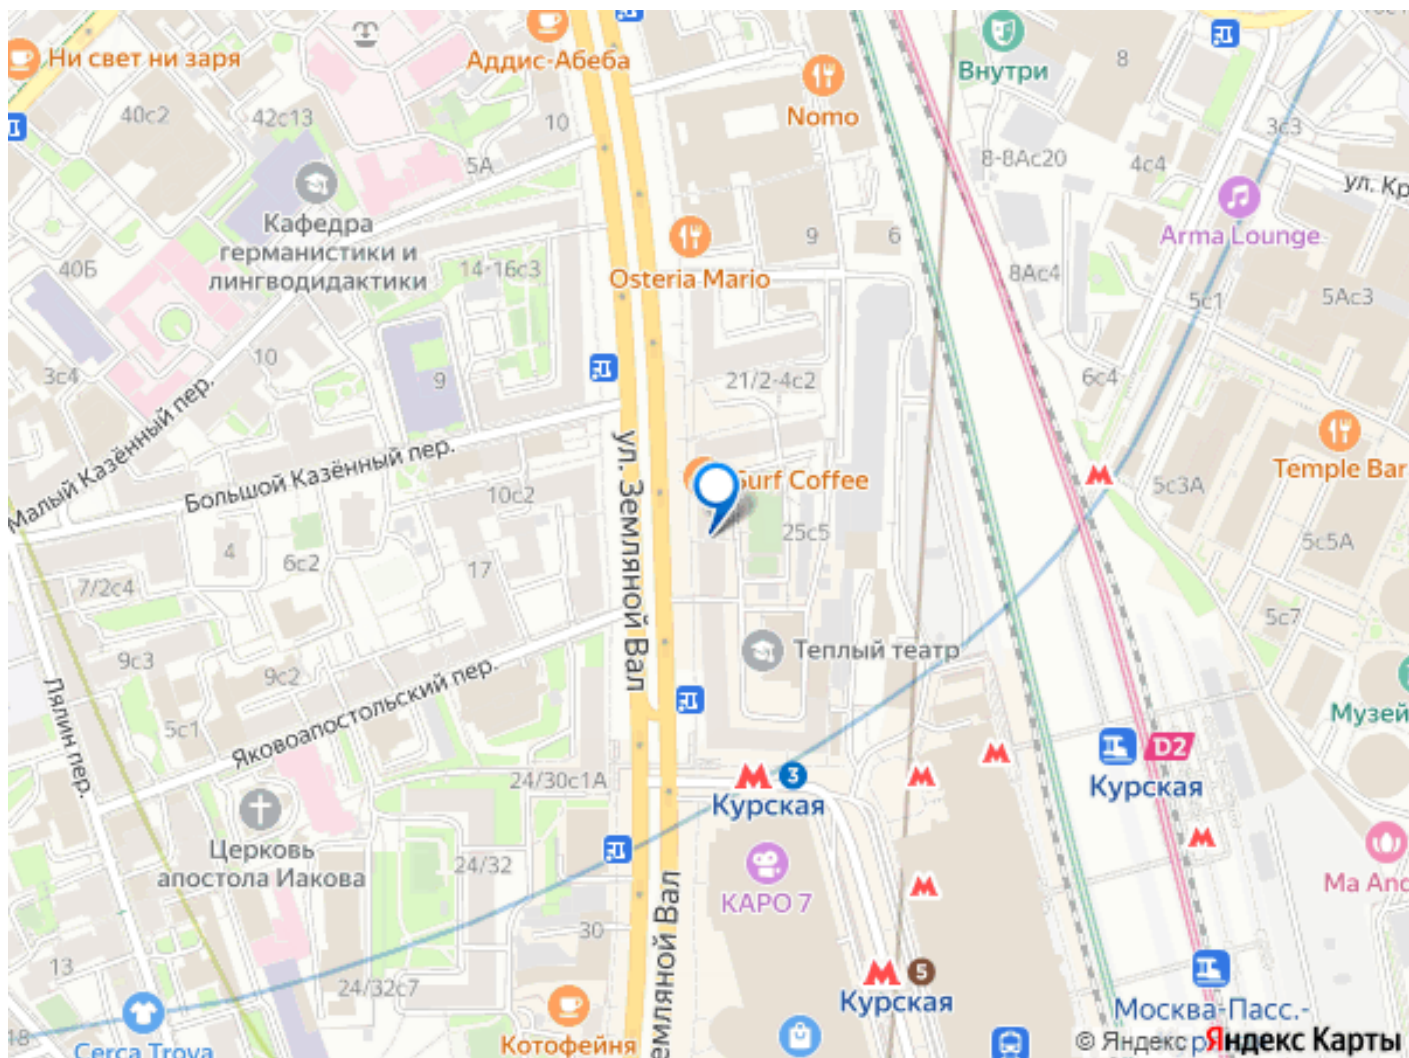 Ни свет ни заря
Аддис-Абеба
Внутри
8
40с2
42с13
10
Nomo
3с3
5А
8-8Ас20
4с4
ул. Кр
Кафедра
германистики и
лингводидактики
40Б
14-16с3
Osteria Mario
9
6
Arma Lounge
8Ас4
5с1
5Ас3
10
3с4
9
21/2-4с2
6с4
Малый Казённый пер.
Большой Казённый пер.
ул. Земляной Вал
Surf Coffee
Temple Bar
10с2
5с3А
25с5
5с5А
4
6с2
17
7/2с4
5с7
9с3
9с2
Теплый театр
Лялин пер.
Яковоапостольский пер.
5с1
Музей
D2
Курская
24/30с1А
3
Курская
Церковь
апостола Иакова
24/32
КАРО 7
Ma And
Земляной Вал
30
13
5
Курская
24/32с7
18
Cerca Trova
Котофейня
Москва-Пасс.-
© Яндекс
Яндекс Карты